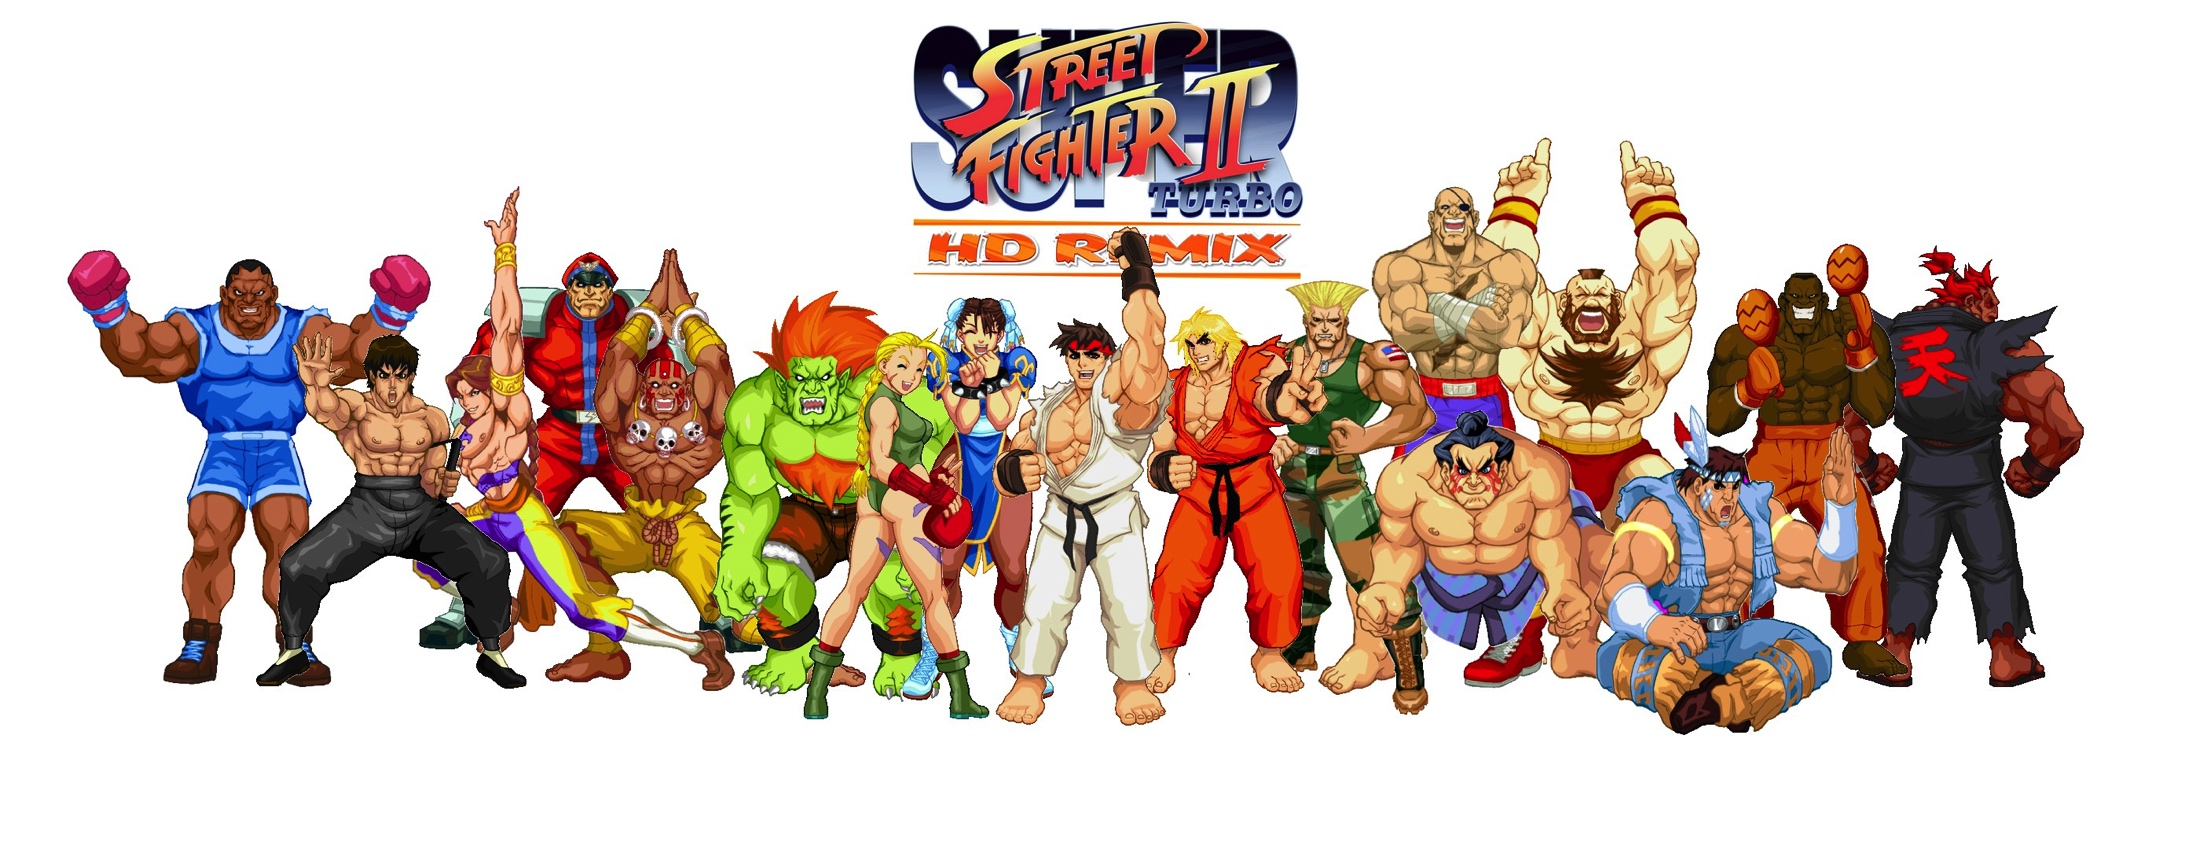 SUPER
STREET
FIGHTER II
TURBO
HD REMIX
天